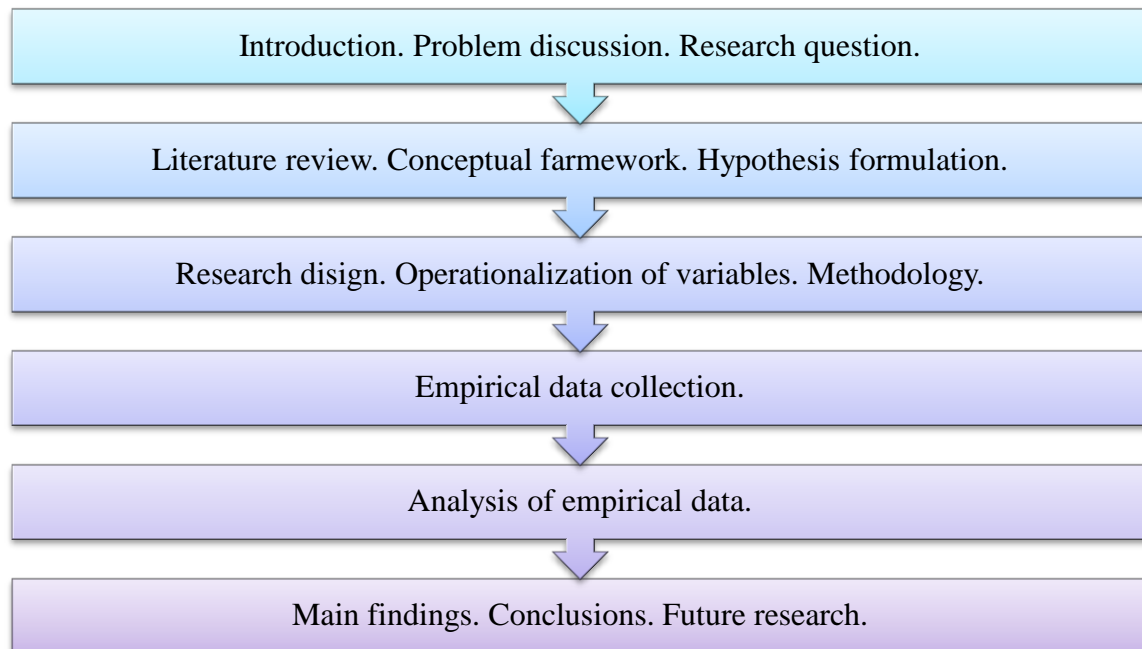 Introduction. Problem discussion. Research question.
Literature review. Conceptual farmework. Hypothesis formulation.
Research disign. Operationalization of variables. Methodology.
Empirical data collection.
Analysis of empirical data.
Main findings. Conclusions. Future research.